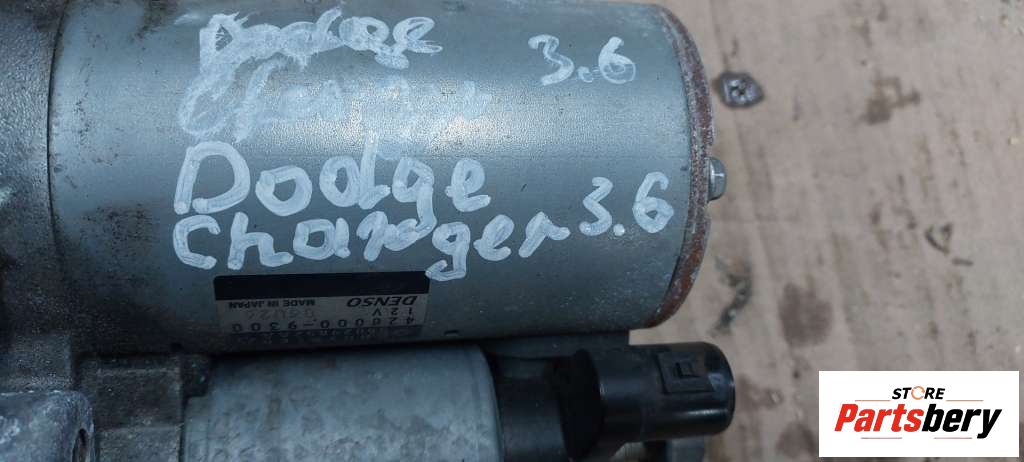 Dodge 3.6
Charger
Dodge
Charger 3.6
DENSO
MADE IN JAPAN
12V
428000-9300
STORE
Partsbery